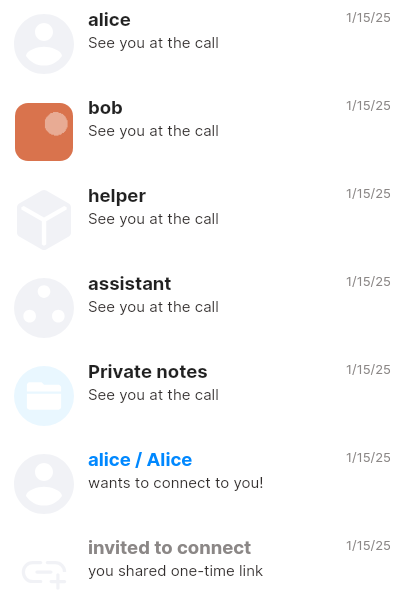 alice
1/15/25
See you at the call
bob
1/15/25
See you at the call
helper
1/15/25
See you at the call
assistant
1/15/25
See you at the call
Private notes
1/15/25
See you at the call
alice / Alice
1/15/25
wants to connect to you!
invited to connect
1/15/25
you shared one-time link